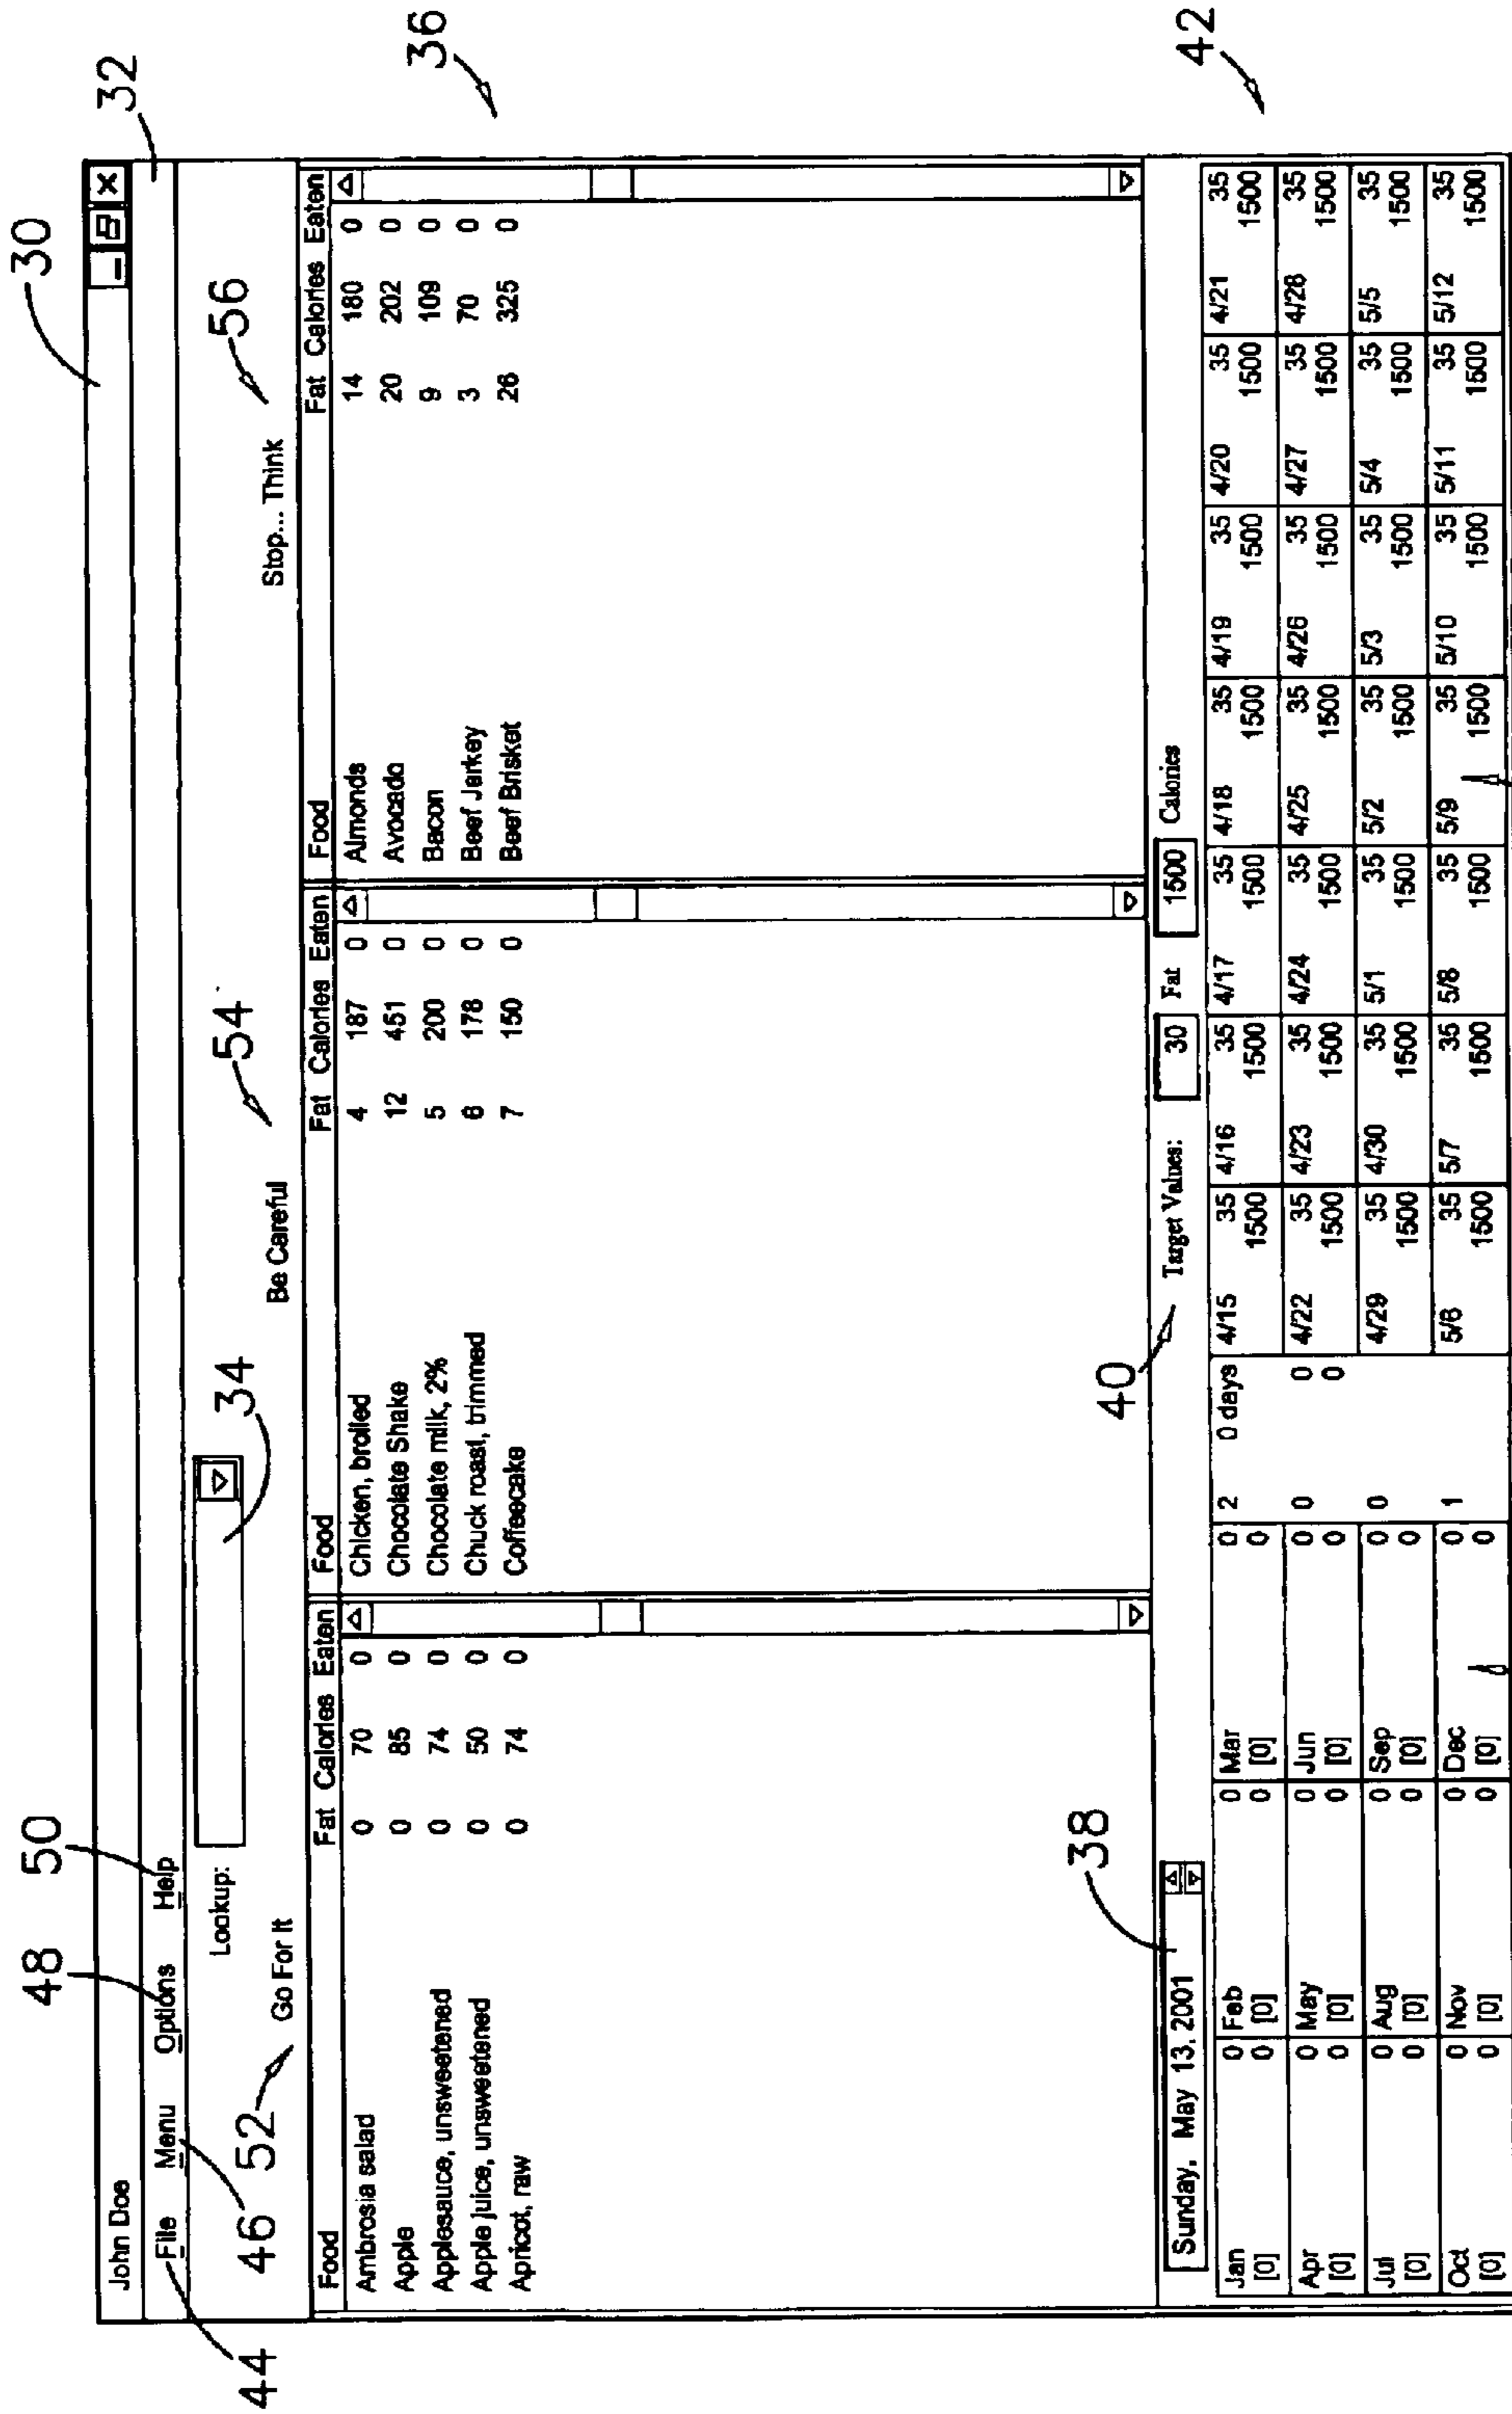 30
32
John Doe
44
46
48
50
File Menu Options Help
Lookup:
34
52
54
56
Go For It
Be Careful
Stop... Think
36
Food Fat Calories Eaten
Ambrosia salad 0 70 0
Apple 0 85 0
Applesauce, unsweetened 0 74 0
Apple juice, unsweetened 0 50 0
Apricot, raw 0 74 0
Food Fat Calories Eaten
Chicken, broiled 4 187 0
Chocolate Shake 12 451 0
Chocolate milk, 2% 5 200 0
Chuck roast, trimmed 6 178 0
Coffeecake 7 150 0
Food Fat Calories Eaten
Almonds 14 180 0
Avocado 20 202 0
Bacon 9 109 0
Beef Jerky 3 70 0
Beef Brisket 26 325 0
38
40
Sunday, May 13, 2001
Target Values: 30 Fat 1500 Calories
42
Jan 0 Feb 0 Mar 0
[0] 0 [0] 0 [0] 0
Apr 0 May 0 Jun 0
[0] 0 [0] 0 [0] 0
Jul 0 Aug 0 Sep 0
[0] 0 [0] 0 [0] 0
Oct 0 Nov 0 Dec 0
[0] 0 [0] 0 [0] 0
2 0 days
0 0
0
0
1
4/15 35 4/16 35 4/17 35 4/18 35 4/19 35 4/20 35 4/21 35
1500 1500 1500 1500 1500 1500 1500
4/22 35 4/23 35 4/24 35 4/25 35 4/26 35 4/27 35 4/28 35
1500 1500 1500 1500 1500 1500 1500
4/29 35 4/30 35 5/1 35 5/2 35 5/3 35 5/4 35 5/5 35
1500 1500 1500 1500 1500 1500 1500
5/6 35 5/7 35 5/8 35 5/9 35 5/10 35 5/11 35 5/12 35
1500 1500 1500 1500 1500 1500 1500